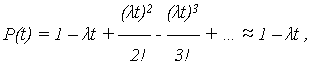 P(t) = 1 – λt + (λt)²/2! - (λt)³/3! + ... ≈ 1 – λt ,